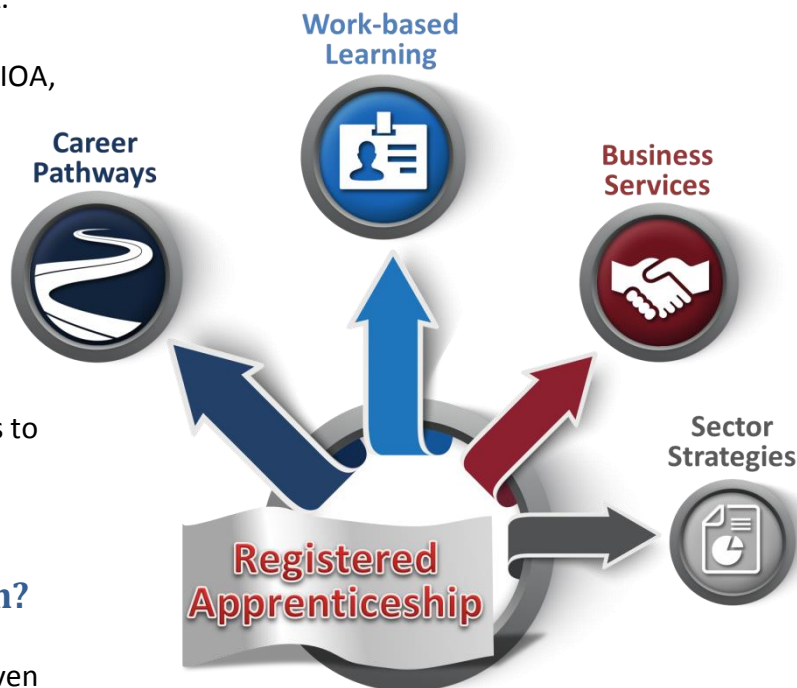 Work-based
Learning
IOA,
Career
Pathways
Business
Services
s to
Sector
Strategies
Registered
Apprenticeship
n?
ven